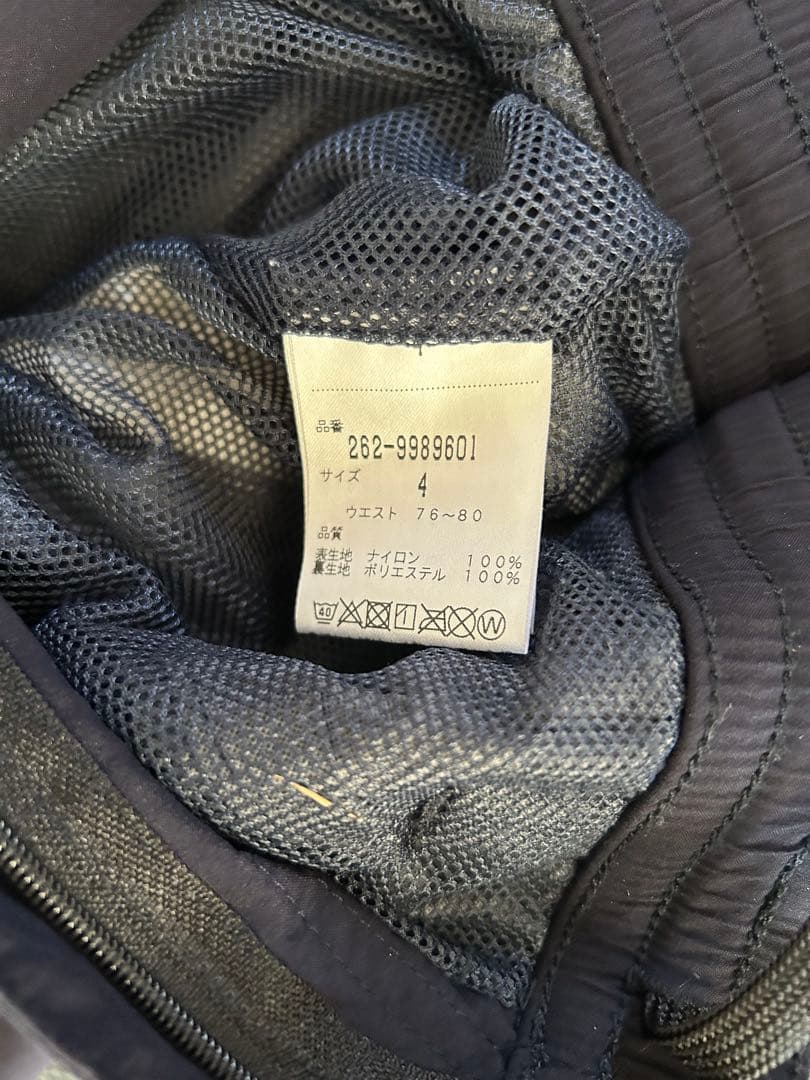 品番
262-9989601
サイズ
4
ウエスト 76~80
品質
表生地 ナイロン 100%
裏生地 ポリエステル 100%
40 W